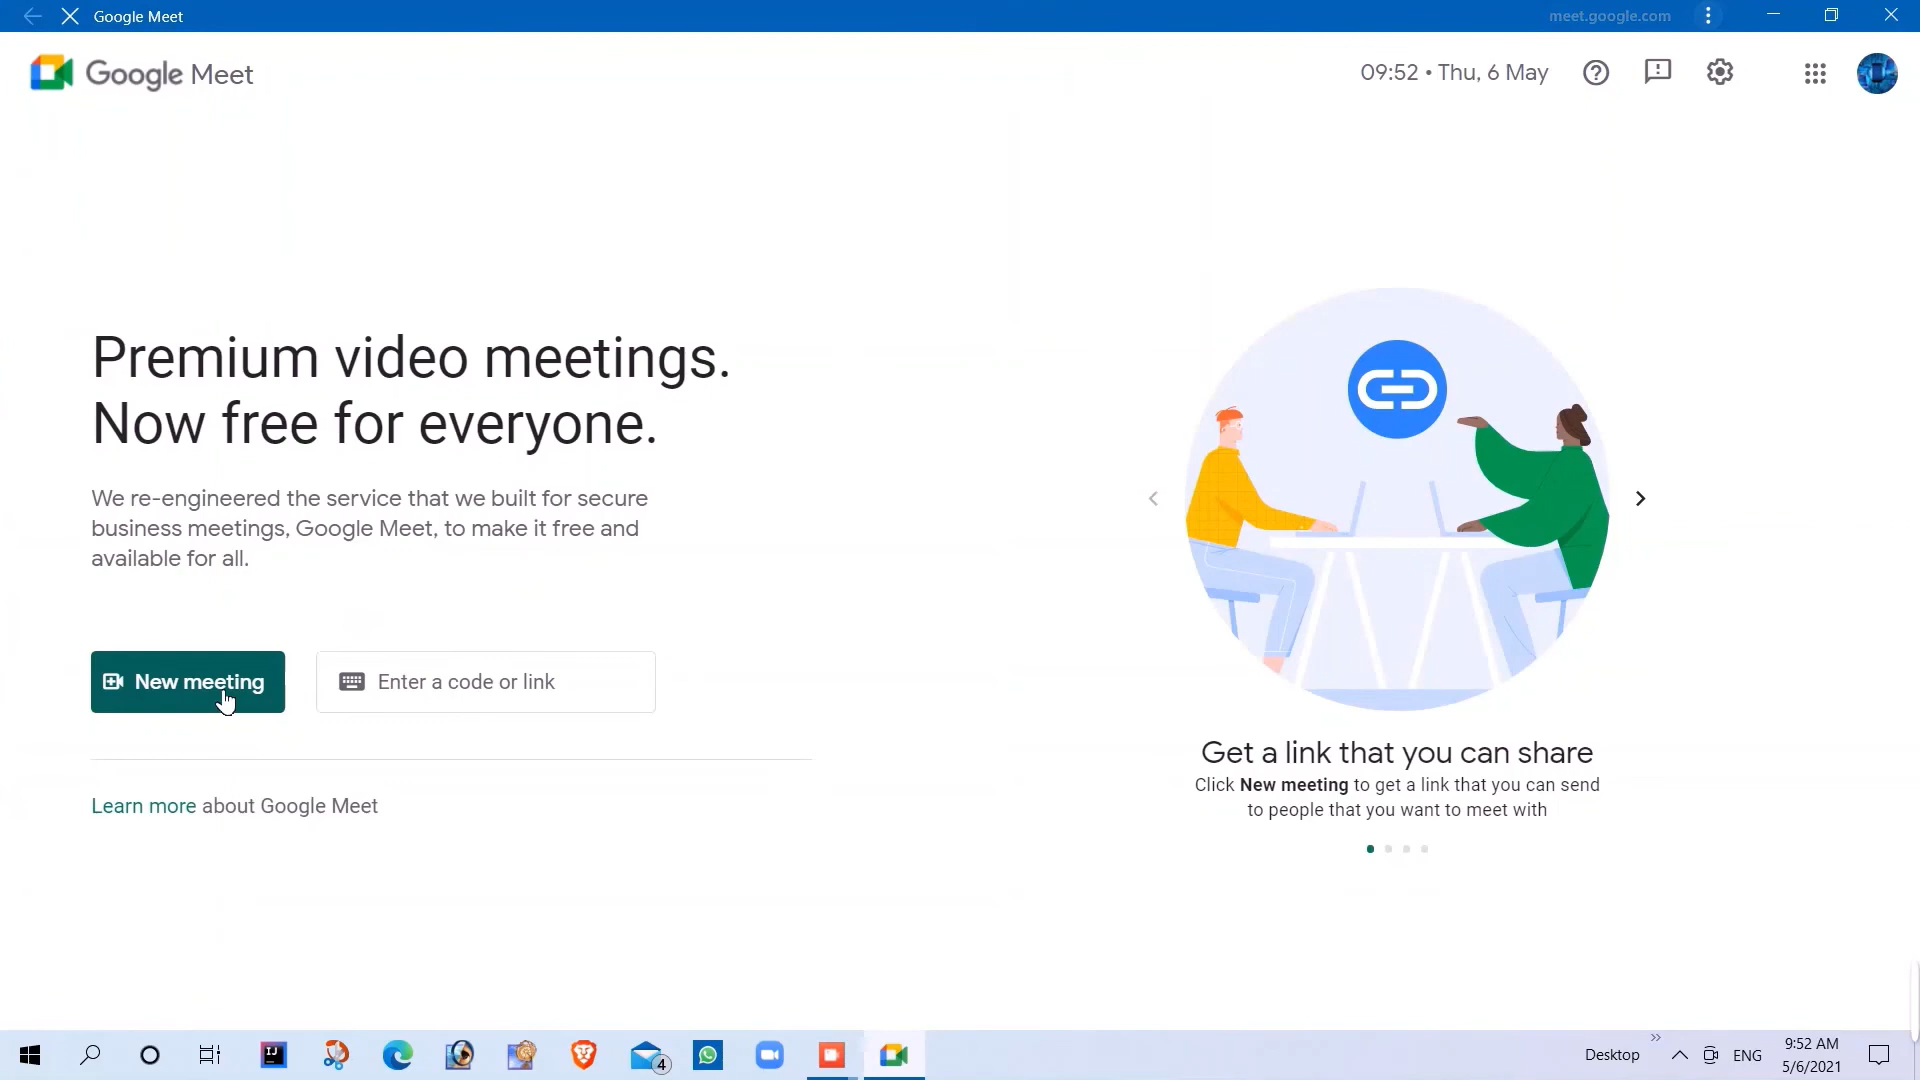 Google Meet
meet.google.com
Google Meet
09:52 • Thu, 6 May
Premium video meetings.
Now free for everyone.
We re-engineered the service that we built for secure
business meetings, Google Meet, to make it free and
available for all.
New meeting
Enter a code or link
Learn more about Google Meet
Get a link that you can share
Click New meeting to get a link that you can send
to people that you want to meet with
IJ
4
Desktop
ENG
9:52 AM
5/6/2021